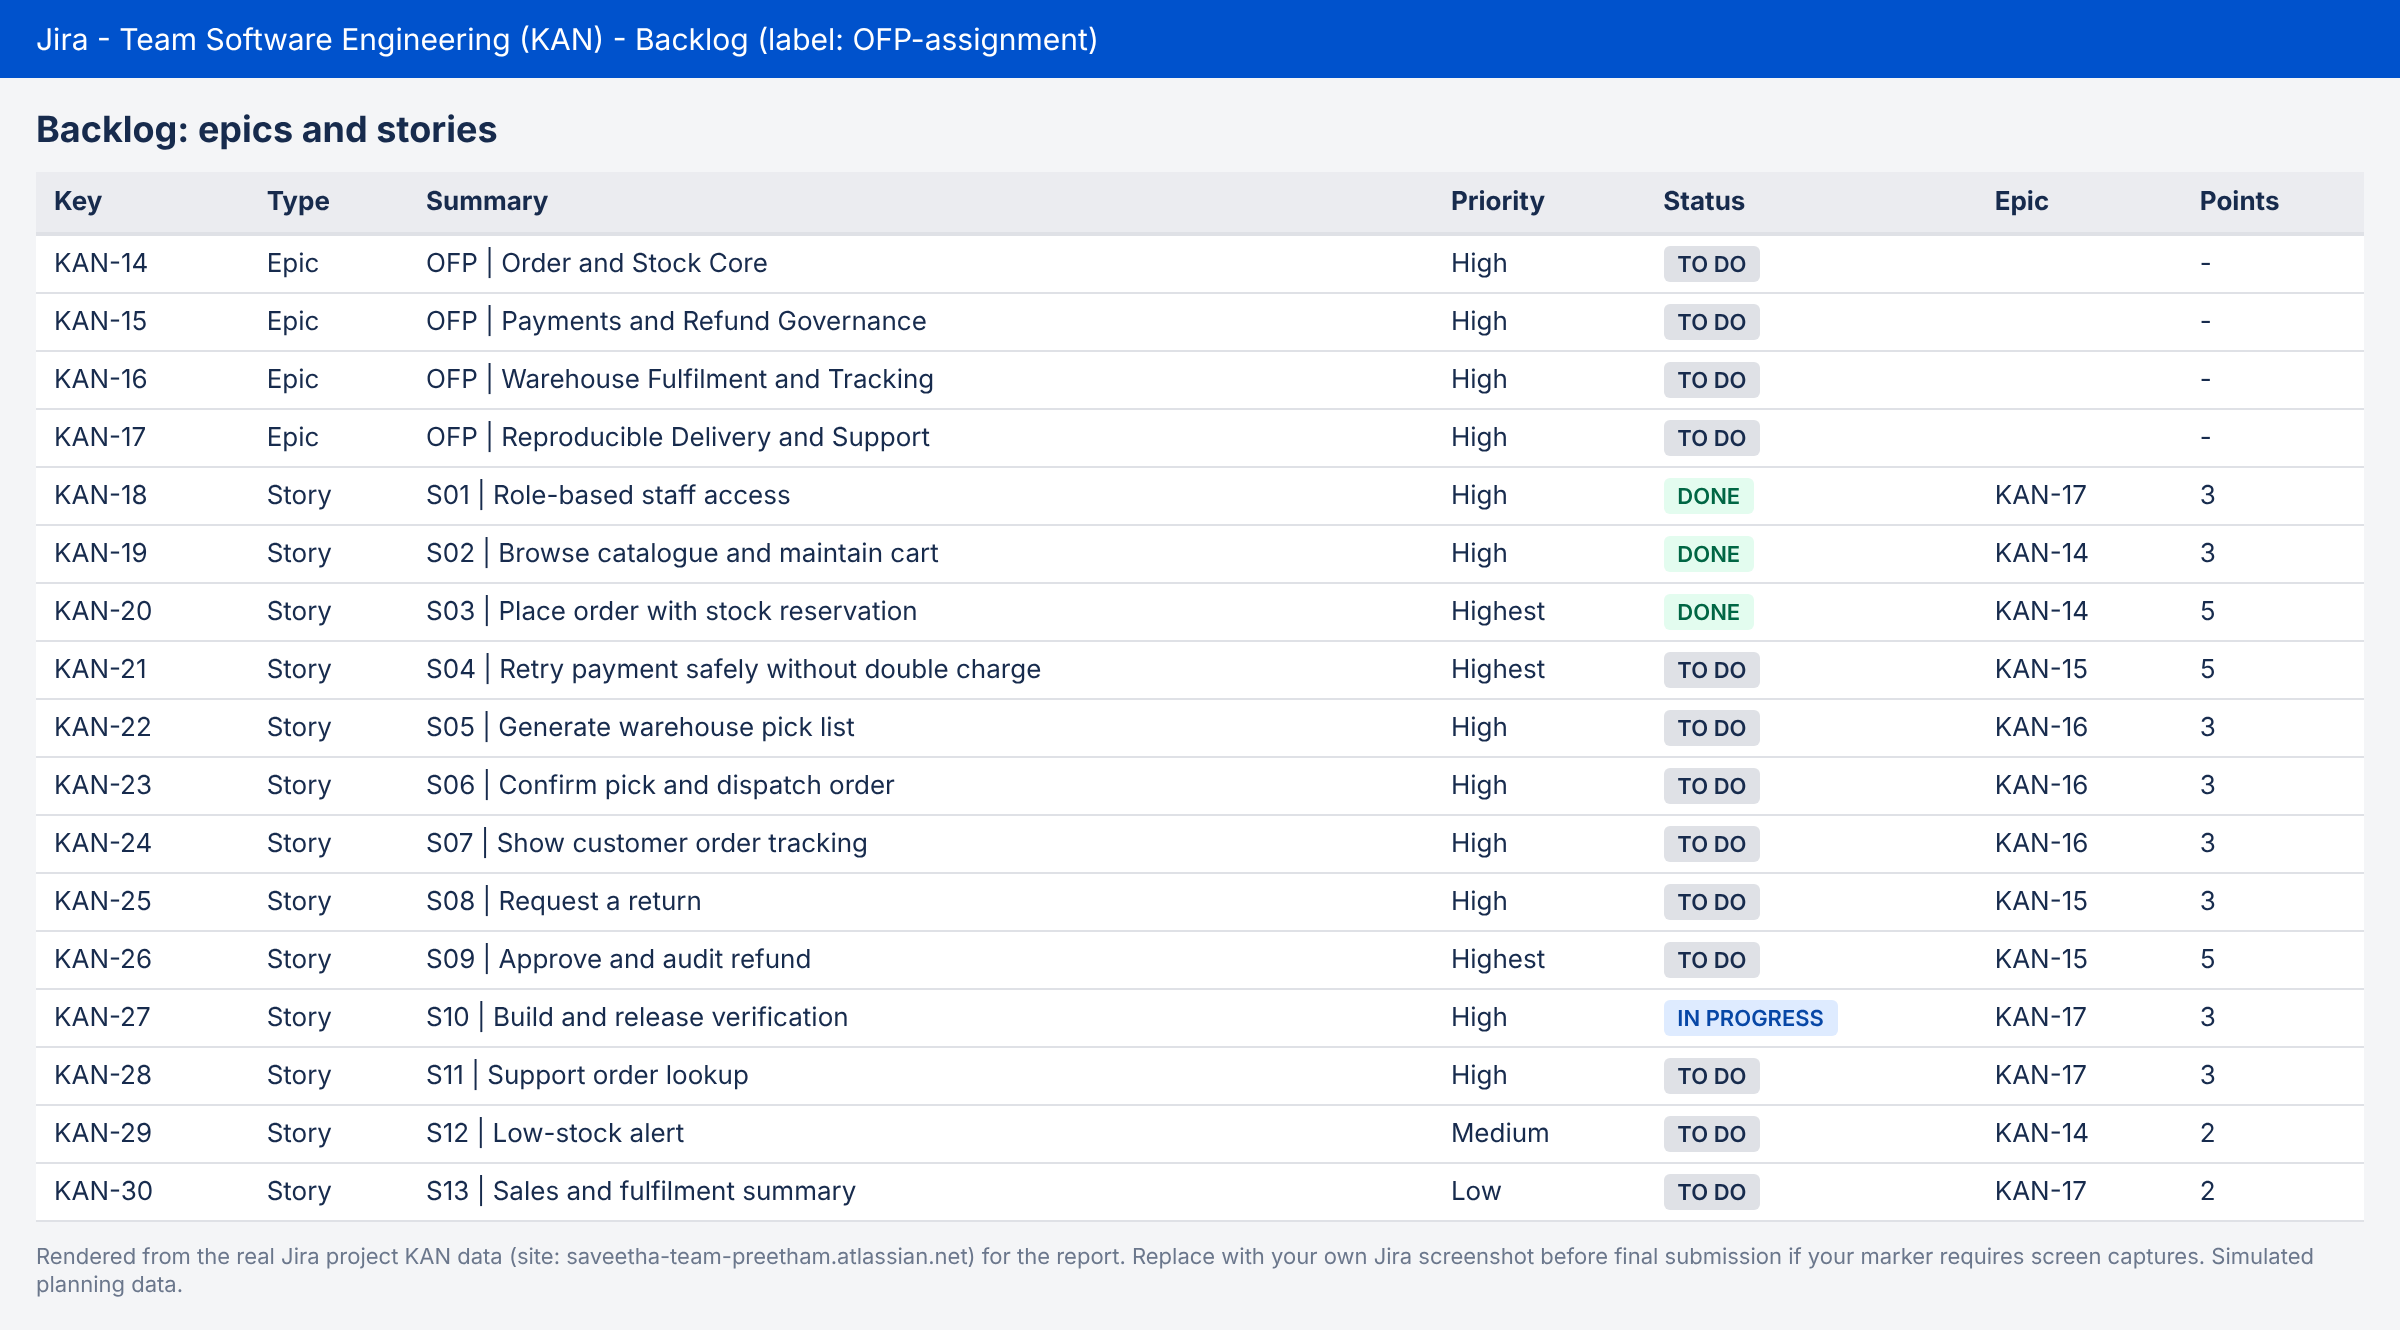 Jira - Team Software Engineering (KAN) - Backlog (label: OFP-assignment)
Backlog: epics and stories
Key Type Summary Priority Status Epic Points
KAN-14 Epic OFP | Order and Stock Core High TO DO -
KAN-15 Epic OFP | Payments and Refund Governance High TO DO -
KAN-16 Epic OFP | Warehouse Fulfilment and Tracking High TO DO -
KAN-17 Epic OFP | Reproducible Delivery and Support High TO DO -
KAN-18 Story S01 | Role-based staff access High DONE KAN-17 3
KAN-19 Story S02 | Browse catalogue and maintain cart High DONE KAN-14 3
KAN-20 Story S03 | Place order with stock reservation Highest DONE KAN-14 5
KAN-21 Story S04 | Retry payment safely without double charge Highest TO DO KAN-15 5
KAN-22 Story S05 | Generate warehouse pick list High TO DO KAN-16 3
KAN-23 Story S06 | Confirm pick and dispatch order High TO DO KAN-16 3
KAN-24 Story S07 | Show customer order tracking High TO DO KAN-16 3
KAN-25 Story S08 | Request a return High TO DO KAN-15 3
KAN-26 Story S09 | Approve and audit refund Highest TO DO KAN-15 5
KAN-27 Story S10 | Build and release verification High IN PROGRESS KAN-17 3
KAN-28 Story S11 | Support order lookup High TO DO KAN-17 3
KAN-29 Story S12 | Low-stock alert Medium TO DO KAN-14 2
KAN-30 Story S13 | Sales and fulfilment summary Low TO DO KAN-17 2
Rendered from the real Jira project KAN data (site: saveetha-team-preetham.atlassian.net) for the report. Replace with your own Jira screenshot before final submission if your marker requires screen captures. Simulated
planning data.